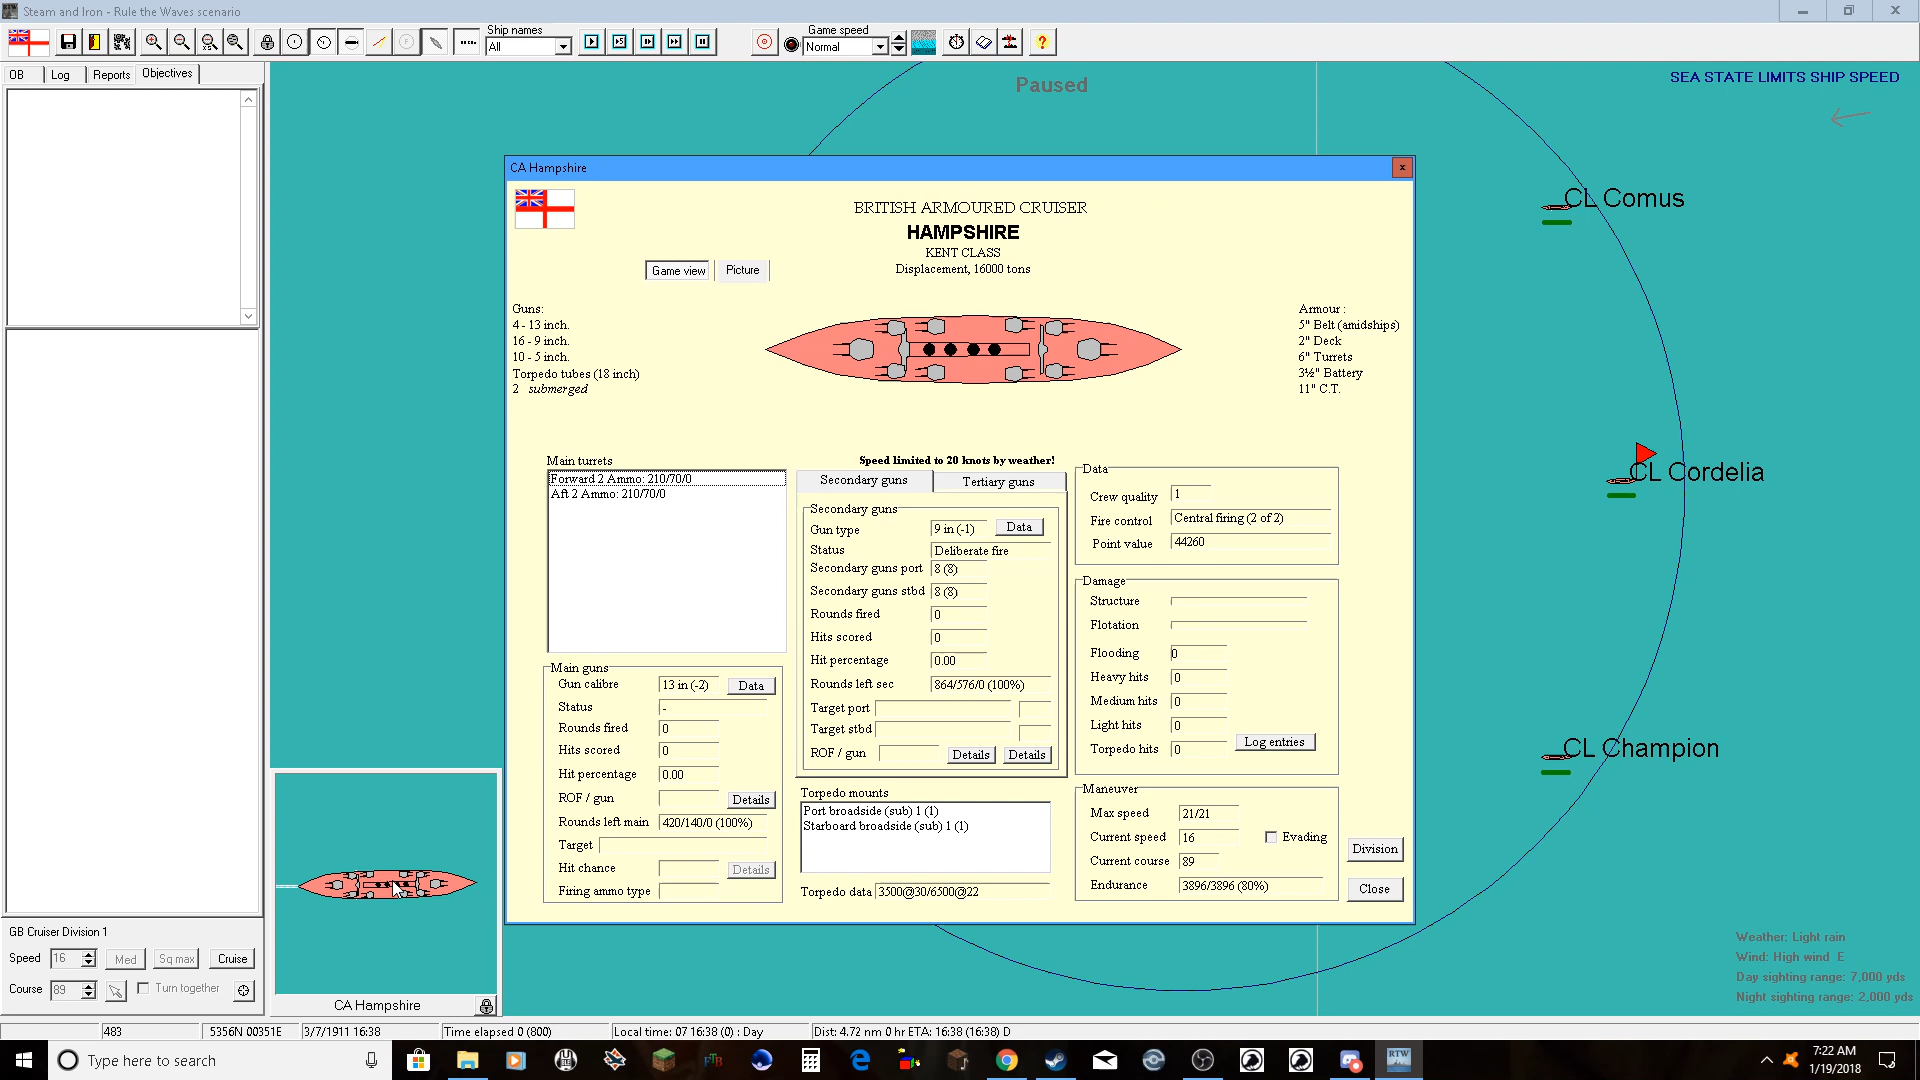 Steam and Iron - Rule the Waves scenario
Ship names
All
Game speed
Normal
OB
Log
Reports
Objectives
Paused
SEA STATE LIMITS SHIP SPEED
CL Comus
CL Cordelia
CL Champion
CA Hampshire
BRITISH ARMOURED CRUISER
HAMPSHIRE
KENT CLASS
Displacement, 16000 tons
Game view
Picture
Guns:
4 - 13 inch.
16 - 9 inch.
10 - 5 inch.
Torpedo tubes (18 inch)
2 submerged
Armour :
5" Belt (amidships)
2" Deck
6" Turrets
3½" Battery
11" C.T.
Main turrets
Forward 2 Ammo: 210/70/0
Aft 2 Ammo: 210/70/0
Main guns
Gun calibre 13 in (-2) Data
Status -
Rounds fired 0
Hits scored 0
Hit percentage 0.00
ROF / gun Details
Rounds left main 420/140/0 (100%)
Target
Hit chance Details
Firing ammo type
Speed limited to 20 knots by weather!
Secondary guns
Tertiary guns
Secondary guns
Gun type 9 in (-1) Data
Status Deliberate fire
Secondary guns port 8 (8)
Secondary guns stbd 8 (8)
Rounds fired 0
Hits scored 0
Hit percentage 0.00
Rounds left sec 864/576/0 (100%)
Target port
Target stbd
ROF / gun Details Details
Torpedo mounts
Port broadside (sub) 1 (1)
Starboard broadside (sub) 1 (1)
Torpedo data 3500@30/6500@22
Data
Crew quality 1
Fire control Central firing (2 of 2)
Point value 44260
Damage
Structure
Flotation
Flooding 0
Heavy hits 0
Medium hits 0
Light hits 0
Torpedo hits 0
Log entries
Maneuver
Max speed 21/21
Current speed 16
Evading
Current course 89
Endurance 3896/3896 (80%)
Division
Close
GB Cruiser Division 1
Speed 16 Med Sq max Cruise
Course 89 Turn together
CA Hampshire
Weather: Light rain
Wind: High wind E
Day sighting range: 7,000 yds
Night sighting range: 2,000 yds
483
5356N 00351E
3/7/1911 16:38
Time elapsed 0 (800)
Local time: 07 16:38 (0) : Day
Dist: 4.72 nm 0 hr ETA: 16:38 (16:38) D
Type here to search
FTB
RTW
7:22 AM
1/19/2018